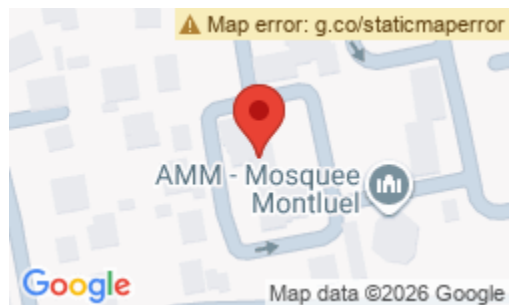 Map error: g.co/staticmaperror
AMM - Mosquee
Montluel
Google
Map data ©2026 Google